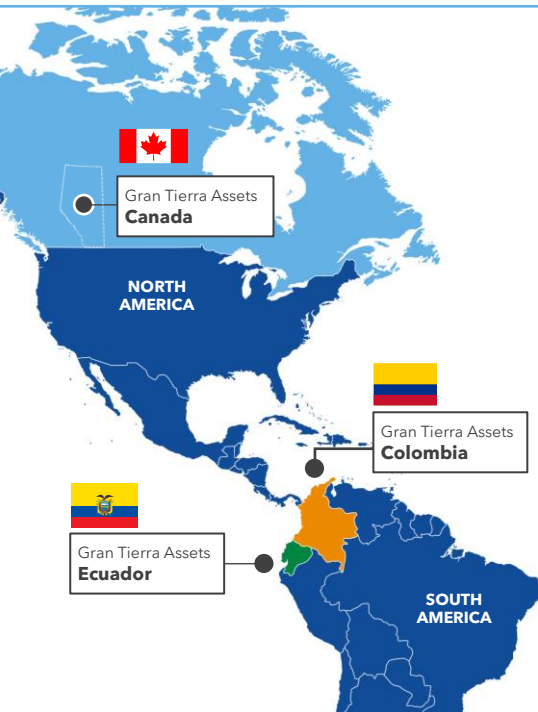 Gran Tierra Assets
Canada
NORTH
AMERICA
Gran Tierra Assets
Colombia
Gran Tierra Assets
Ecuador
SOUTH
AMERICA